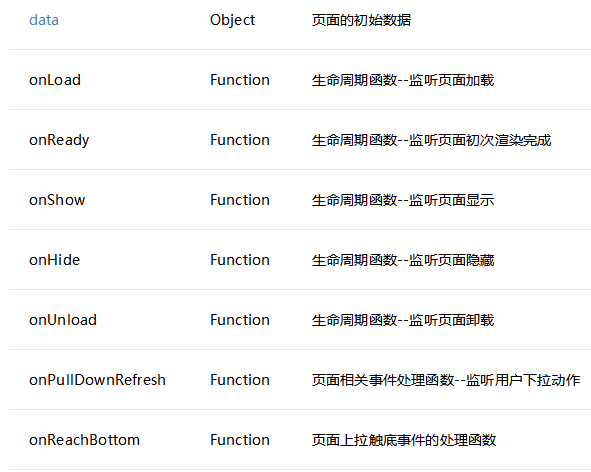 data Object 页面的初始数据
onLoad Function 生命周期函数--监听页面加载
onReady Function 生命周期函数--监听页面初次渲染完成
onShow Function 生命周期函数--监听页面显示
onHide Function 生命周期函数--监听页面隐藏
onUnload Function 生命周期函数--监听页面卸载
onPullDownRefresh Function 页面相关事件处理函数--监听用户下拉动作
onReachBottom Function 页面上拉触底事件的处理函数